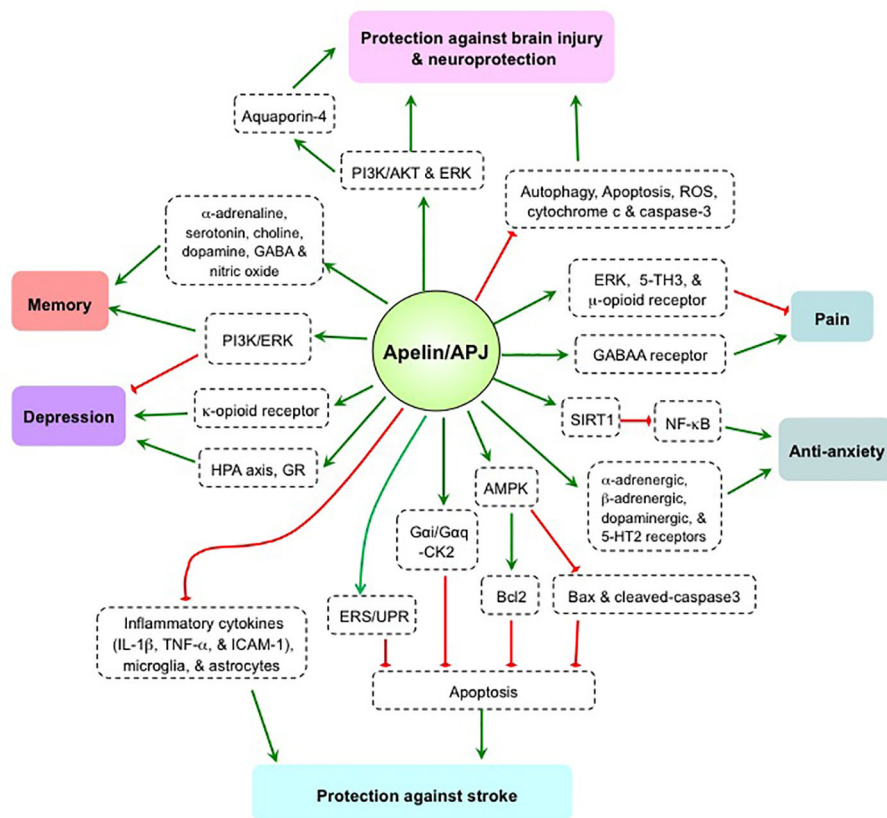 Protection against brain injury
& neuroprotection
Aquaporin-4
PI3K/AKT & ERK
Autophagy, Apoptosis, ROS,
cytochrome c & caspase-3
α-adrenaline,
serotonin, choline,
dopamine, GABA &
nitric oxide
Memory
PI3K/ERK
Depression
κ-opioid receptor
HPA axis, GR
Apelin/APJ
ERK, 5-TH3, &
μ-opioid receptor
Pain
GABAA receptor
SIRT1
NF-κB
Anti-anxiety
α-adrenergic,
β-adrenergic,
dopaminergic, &
5-HT2 receptors
AMPK
Gαi/Gαq
-CK2
Bcl2
Bax & cleaved-caspase3
ERS/UPR
Inflammatory cytokines
(IL-1β, TNF-α, & ICAM-1),
microglia, & astrocytes
Apoptosis
Protection against stroke